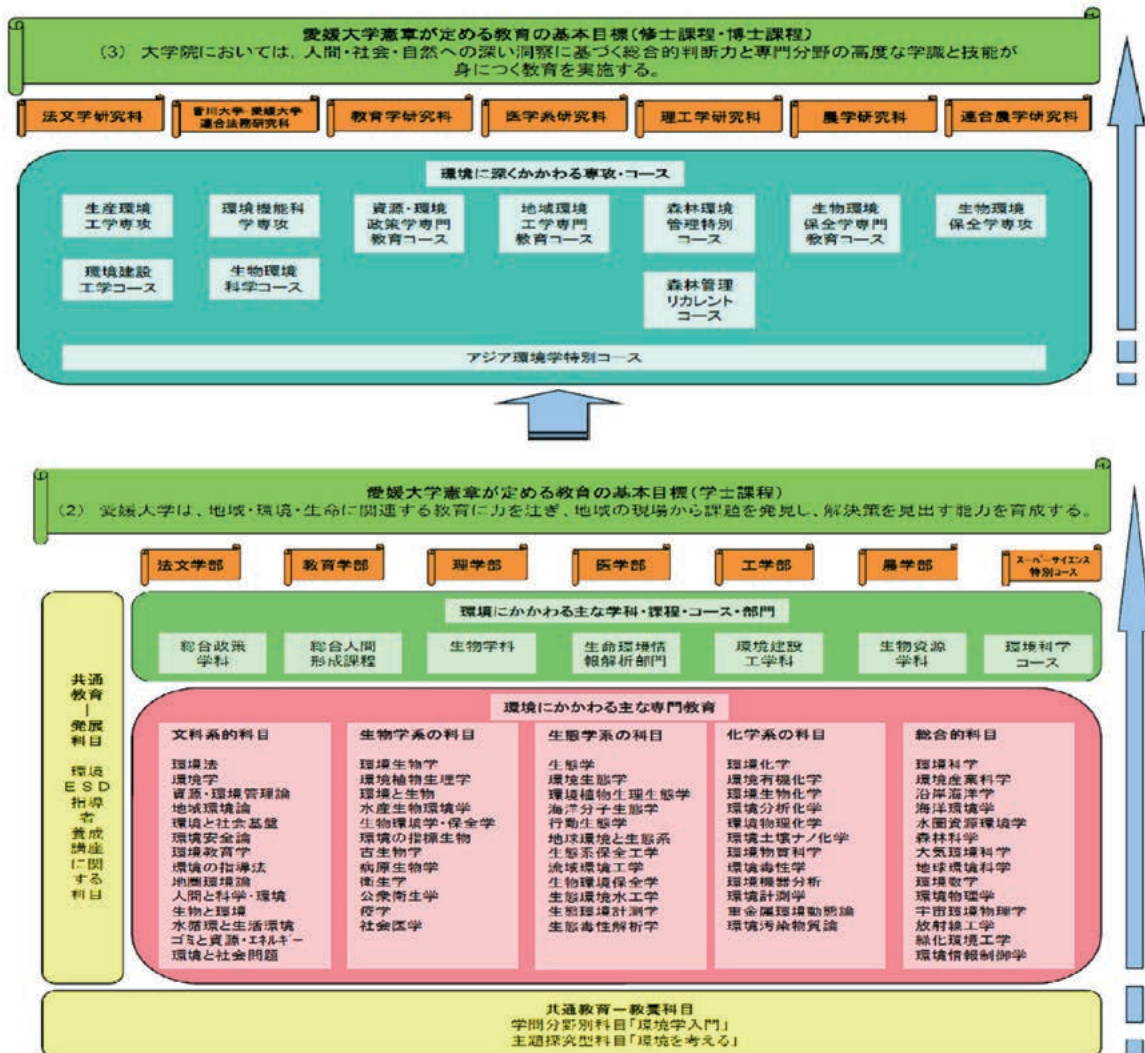 愛媛大学憲章が定める教育の基本目標(修士課程・博士課程)
(3) 大学院においては、人間・社会・自然への深い洞察に基づく総合的判断力と専門分野の高度な学識と技能が
身につく教育を実施する。
法文学研究科
香川大学・愛媛大学
連合法務研究科
教育学研究科
医学系研究科
理工学研究科
農学研究科
連合農学研究科
環境に深くかかわる専攻・コース
生産環境
工学専攻
環境機能科
学専攻
資源・環境
政策学専門
教育コース
地域環境
工学専門
教育コース
森林環境
管理特別
コース
生物環境
保全学専門
教育コース
生物環境
保全学専攻
環境建設
工学コース
生物環境
科学コース
森林管理
リカレント
コース
アジア環境学特別コース
愛媛大学憲章が定める教育の基本目標(学士課程)
(2) 愛媛大学は、地域・環境・生命に関連する教育に力を注ぎ、地域の現場から課題を発見し、解決策を見出す能力を育成する。
法文学部
教育学部
理学部
医学部
工学部
農学部
スーパーサイエンス
特別コース
環境にかかわる主な学科・課程・コース・部門
総合政策
学科
総合人間
形成課程
生物学科
生命環境情
報解析部門
環境建設
工学科
生物資源
学科
環境科学
コース
共通
教育
ー
発展
科目
環境
ESD
指導
者
養成
講座
に関
する
科目
環境にかかわる主な専門教育
文科系的科目
環境法
環境学
資源・環境管理論
地域環境論
環境と社会基盤
環境安全論
環境教育学
環境の指導法
地圏環境論
人間と科学・環境
生物と環境
水循環と生活環境
ゴミと資源・エネルギー
環境と社会問題
生物学系の科目
環境生物学
環境植物生理学
環境と生物
水産生物環境学
生物環境学・保全学
環境の指標生物
古生物学
病原生物学
衛生学
公衆衛生学
疫学
社会医学
生態学系の科目
生態学
環境生態学
環境植物生理生態学
海洋分子生態学
行動生態学
地球環境と生態系
生態系保全工学
流域環境工学
生物環境保全学
生態環境水工学
生態環境計測学
生態毒性解析学
化学系の科目
環境化学
環境有機化学
環境生物化学
環境分析化学
環境物理化学
環境土壌ナノ化学
環境物質科学
環境毒性学
環境機器分析
環境計測学
重金属環境動態論
環境汚染物質論
総合的科目
環境科学
環境産業科学
沿岸海洋学
海洋環境学
水圏資源環境学
森林科学
大気環境科学
地球環境科学
環境数学
環境物理学
宇宙環境物理学
放射線工学
緑化環境工学
環境情報制御学
共通教育ー教養科目
学問分野別科目「環境学入門」
主題探究型科目「環境を考える」